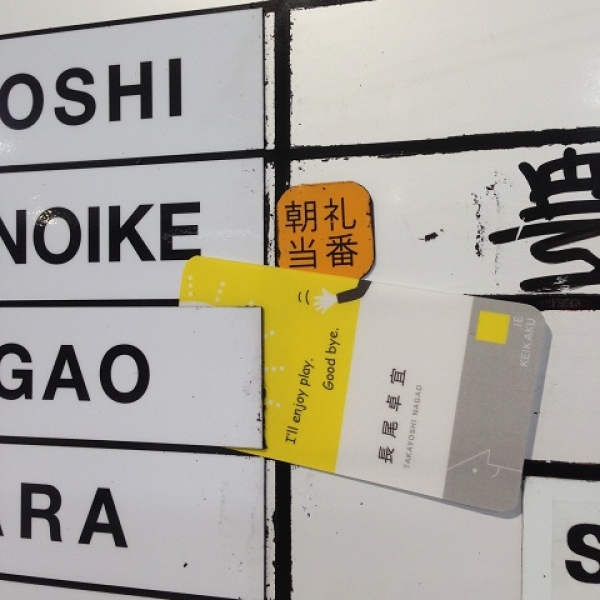 OSHI
NOIKE
朝礼
当番
GAO
I'll enjoy play.
Good bye.
長尾卓宜
TAKAYOSHI NAGAO
IE
KEIKAKU
ARA
S